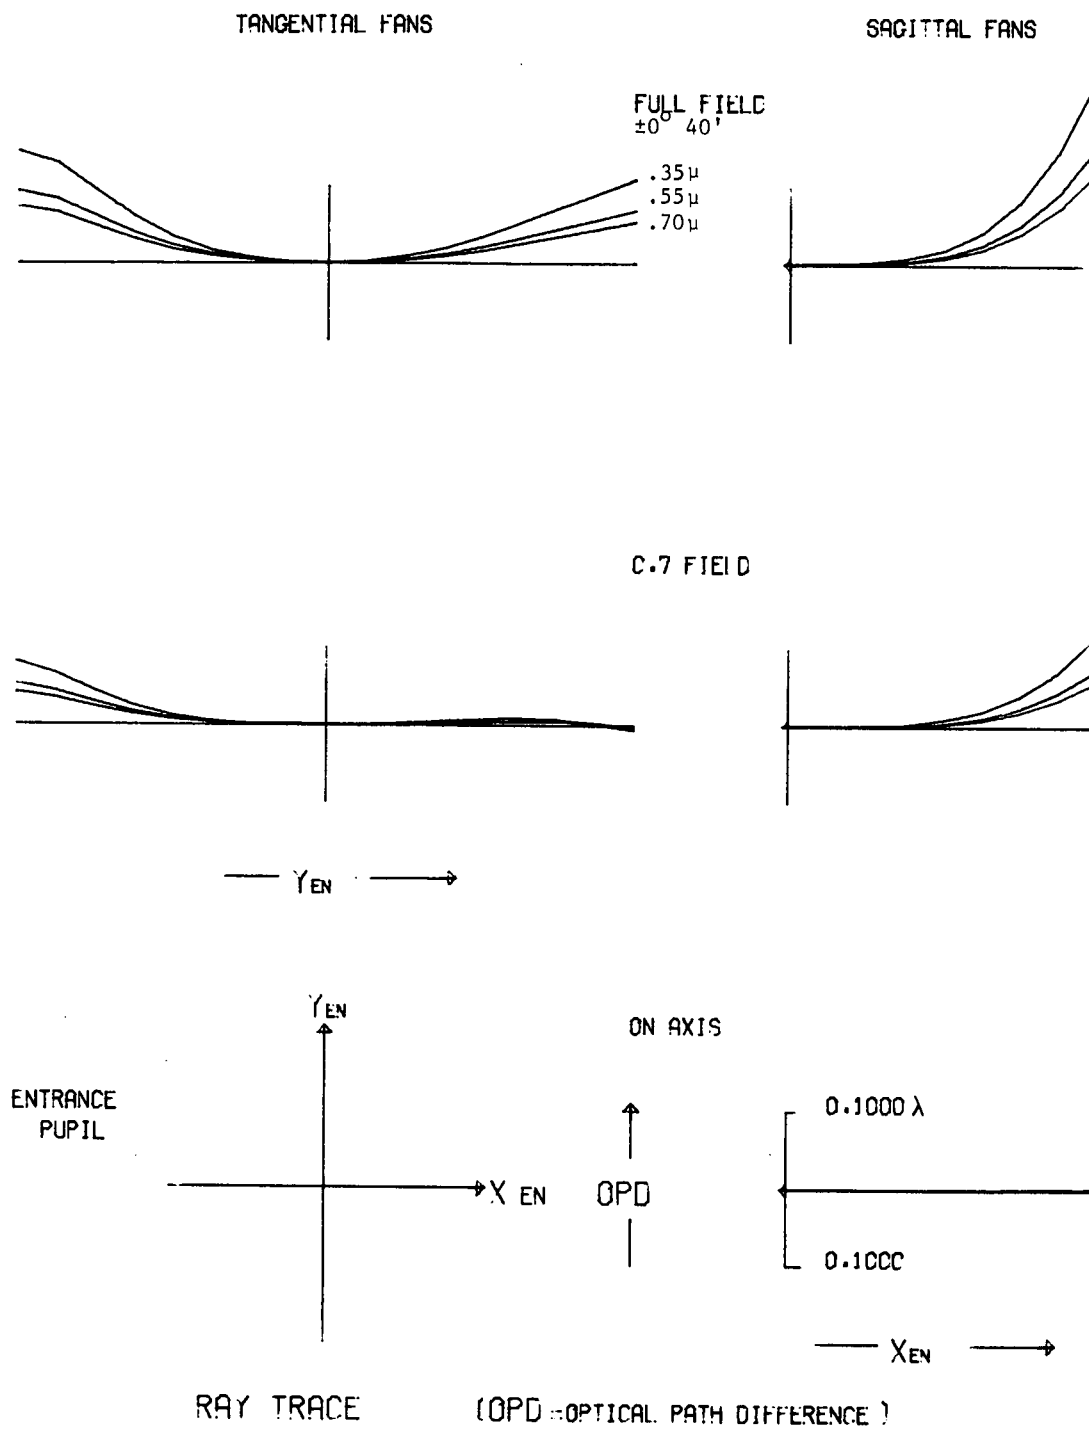 TANGENTIAL FANS
SAGITTAL FANS
FULL FIELD
±0° 40'
.35μ
.55μ
.70μ
C.7 FIELD
YEN
YEN
ON AXIS
ENTRANCE
PUPIL
0.1000 λ
X EN
OPD
0.1CCC
XEN
RAY TRACE
(OPD =OPTICAL PATH DIFFERENCE )